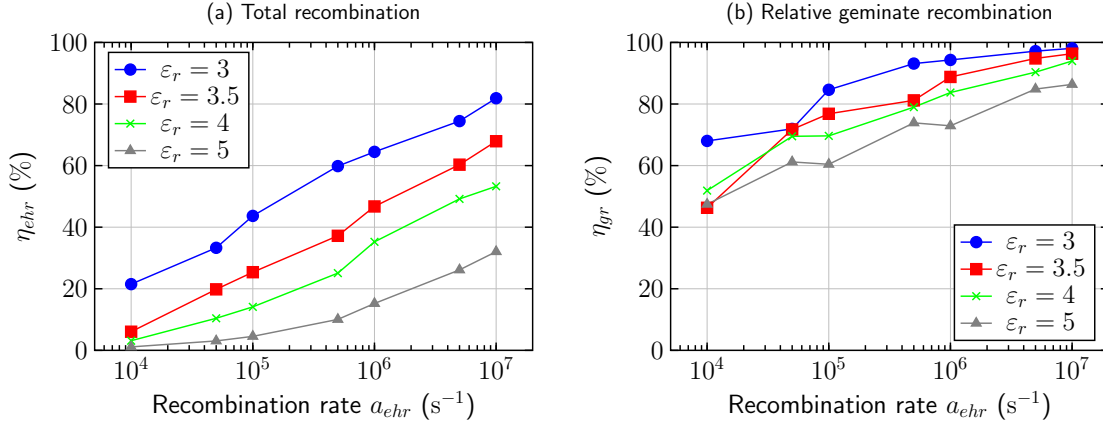 (a) Total recombination
100
80
60
40
20
0
η_ehr (%)
ε_r = 3
ε_r = 3.5
ε_r = 4
ε_r = 5
10^4
10^5
10^6
10^7
Recombination rate a_ehr (s^−1)
(b) Relative geminate recombination
100
80
60
40
20
0
η_gr (%)
ε_r = 3
ε_r = 3.5
ε_r = 4
ε_r = 5
10^4
10^5
10^6
10^7
Recombination rate a_ehr (s^−1)